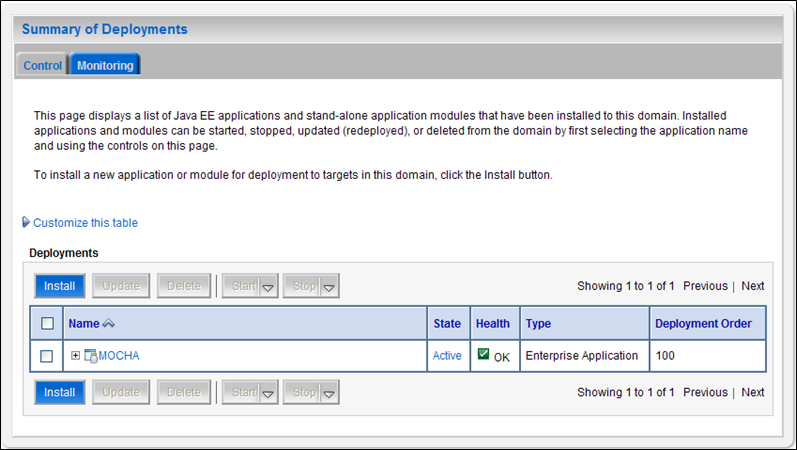 Summary of Deployments
Control Monitoring
This page displays a list of Java EE applications and stand-alone application modules that have been installed to this domain. Installed
applications and modules can be started, stopped, updated (redeployed), or deleted from the domain by first selecting the application name
and using the controls on this page.
To install a new application or module for deployment to targets in this domain, click the Install button.
Customize this table
Deployments
Install Update Delete Start Stop Showing 1 to 1 of 1 Previous | Next
Name State Health Type Deployment Order
MOCHA Active OK Enterprise Application 100
Install Update Delete Start Stop Showing 1 to 1 of 1 Previous | Next